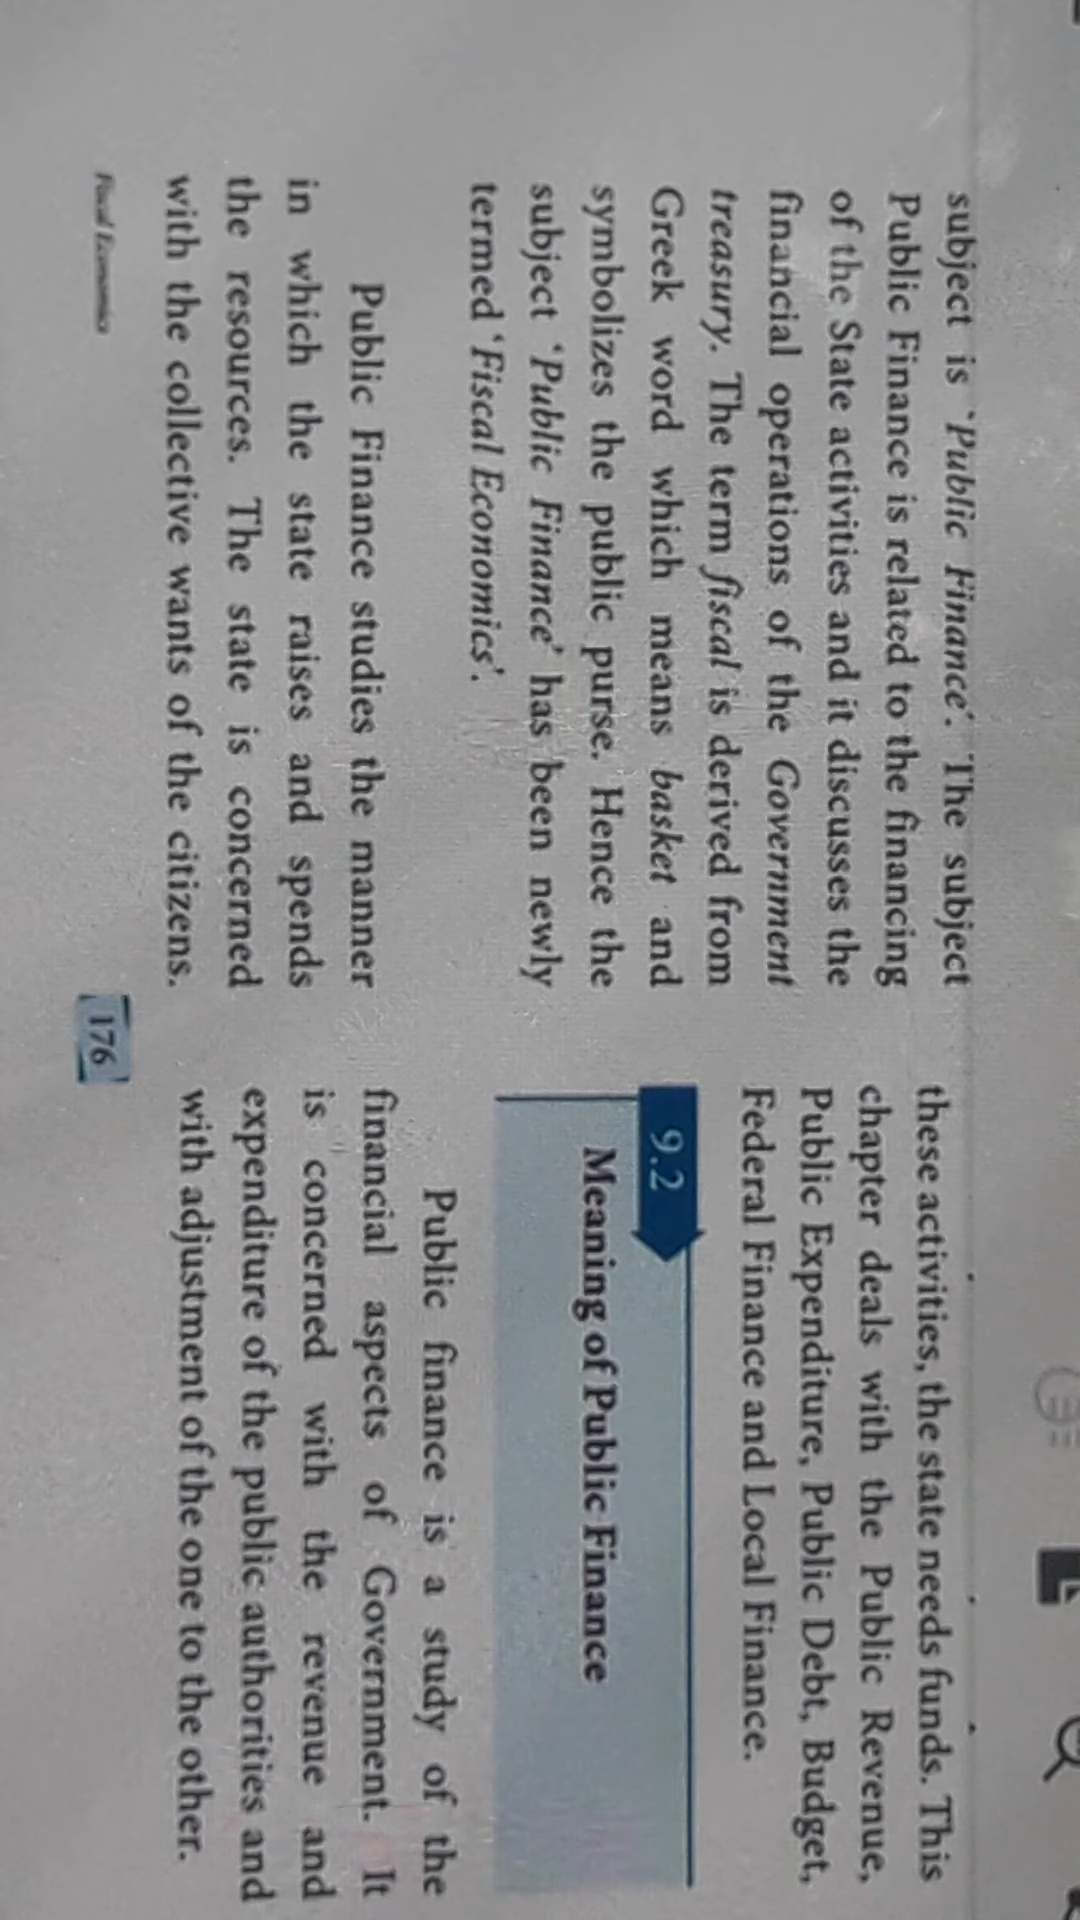 subject is ‘Public Finance’. The subject
Public Finance is related to the financing
of the State activities and it discusses the
financial operations of the Government
treasury. The term fiscal is derived from
Greek word which means basket and
symbolizes the public purse. Hence the
subject ‘Public Finance’ has been newly
termed ‘Fiscal Economics’.
Public Finance studies the manner
in which the state raises and spends
the resources. The state is concerned
with the collective wants of the citizens.
these activities, the state needs funds. This
chapter deals with the Public Revenue,
Public Expenditure, Public Debt, Budget,
Federal Finance and Local Finance.
9.2
Meaning of Public Finance
Public finance is a study of the
financial aspects of Government. It
is concerned with the revenue and
expenditure of the public authorities and
with adjustment of the one to the other.
Fiscal Economics
176